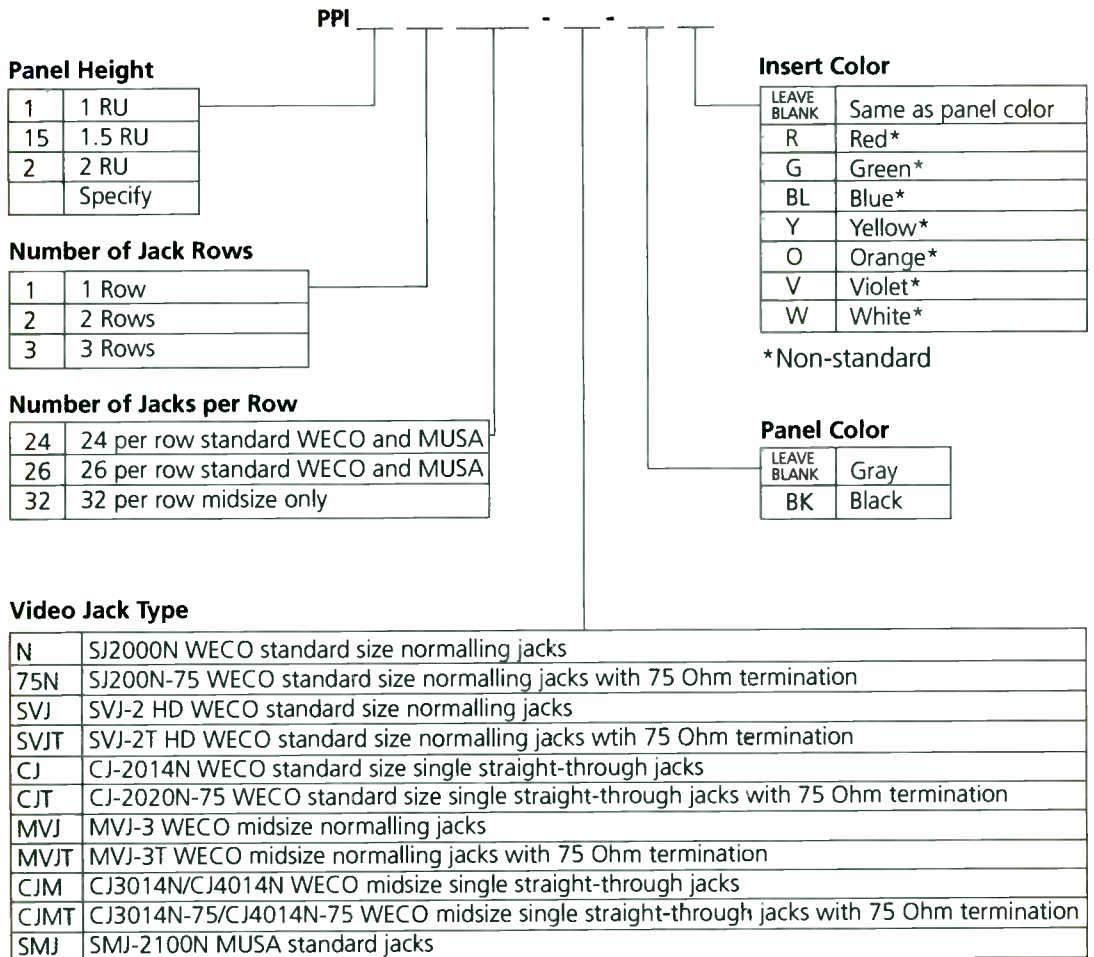 PPI __ __ ____ - __ - __ __
Panel Height
1 1 RU
15 1.5 RU
2 2 RU
Specify
Number of Jack Rows
1 1 Row
2 2 Rows
3 3 Rows
Number of Jacks per Row
24 24 per row standard WECO and MUSA
26 26 per row standard WECO and MUSA
32 32 per row midsize only
Insert Color
LEAVE BLANK Same as panel color
R Red*
G Green*
BL Blue*
Y Yellow*
O Orange*
V Violet*
W White*
*Non-standard
Panel Color
LEAVE BLANK Gray
BK Black
Video Jack Type
N SJ2000N WECO standard size normalling jacks
75N SJ200N-75 WECO standard size normalling jacks with 75 Ohm termination
SVJ SVJ-2 HD WECO standard size normalling jacks
SVJT SVJ-2T HD WECO standard size normalling jacks wtih 75 Ohm termination
CJ CJ-2014N WECO standard size single straight-through jacks
CJT CJ-2020N-75 WECO standard size single straight-through jacks with 75 Ohm termination
MVJ MVJ-3 WECO midsize normalling jacks
MVJT MVJ-3T WECO midsize normalling jacks with 75 Ohm termination
CJM CJ3014N/CJ4014N WECO midsize single straight-through jacks
CJMT CJ3014N-75/CJ4014N-75 WECO midsize single straight-through jacks with 75 Ohm termination
SMJ SMJ-2100N MUSA standard jacks